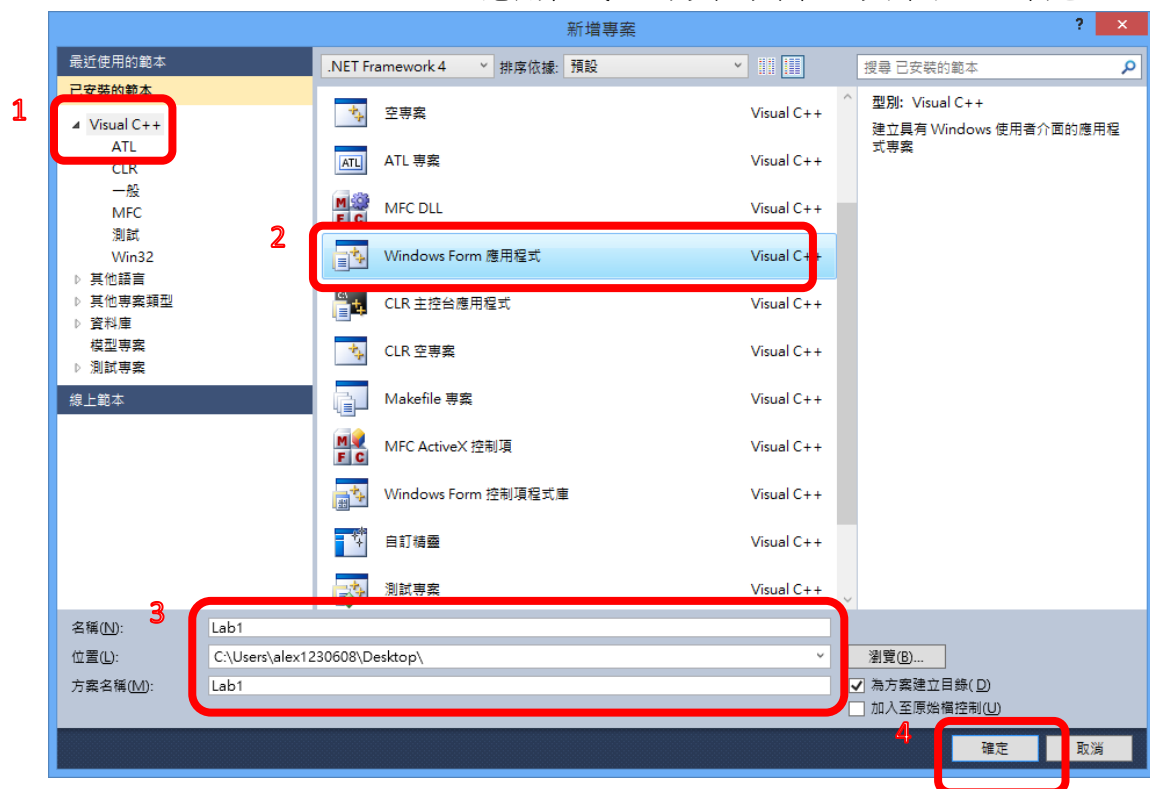 新增專案
?
×
最近使用的範本
已安裝的範本
1
Visual C++
ATL
CLR
一般
MFC
測試
Win32
其他語言
其他專案類型
資料庫
模型專案
測試專案
線上範本
.NET Framework 4 排序依據: 預設
空專案 Visual C++
ATL ATL 專案 Visual C++
MFC MFC DLL Visual C++
2
Windows Form 應用程式 Visual C++
C:\ CLR 主控台應用程式 Visual C++
CLR 空專案 Visual C++
Makefile 專案 Visual C++
MFC MFC ActiveX 控制項 Visual C++
Windows Form 控制項程式庫 Visual C++
自訂精靈 Visual C++
測試專案 Visual C++
搜尋 已安裝的範本
型別: Visual C++
建立具有 Windows 使用者介面的應用程
式專案
3
名稱(N): Lab1
位置(L): C:\Users\alex1230608\Desktop\ 瀏覽(B)...
方案名稱(M): Lab1
為方案建立目錄(D)
加入至原始檔控制(U)
4
確定 取消